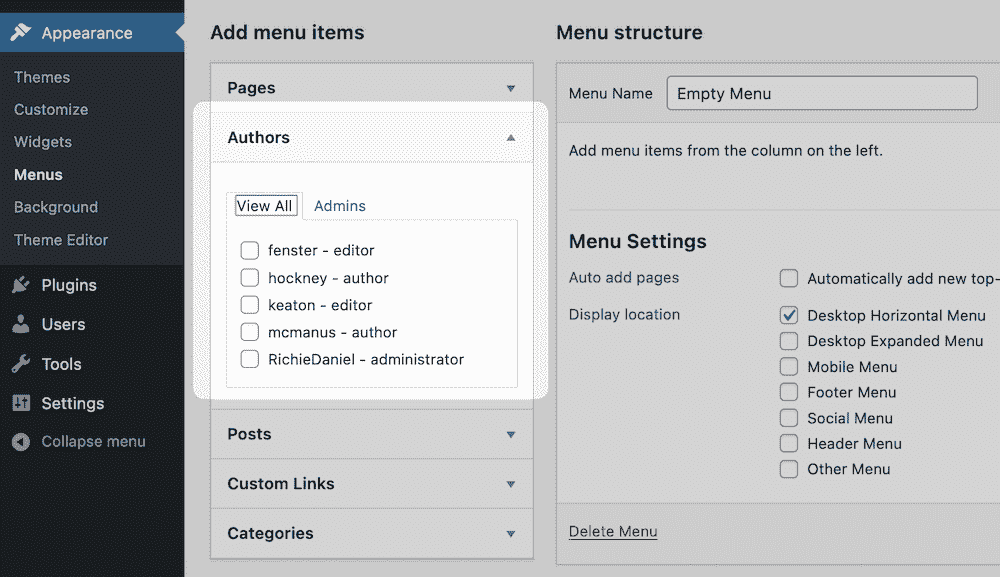 Appearance
Themes
Customize
Widgets
Menus
Background
Theme Editor
Plugins
Users
Tools
Settings
Collapse menu
Add menu items
Pages
Authors
View All
Admins
fenster - editor
hockney - author
keaton - editor
mcmanus - author
RichieDaniel - administrator
Posts
Custom Links
Categories
Menu structure
Menu Name
Empty Menu
Add menu items from the column on the left.
Menu Settings
Auto add pages
Automatically add new top-
Display location
Desktop Horizontal Menu
Desktop Expanded Menu
Mobile Menu
Footer Menu
Social Menu
Header Menu
Other Menu
Delete Menu